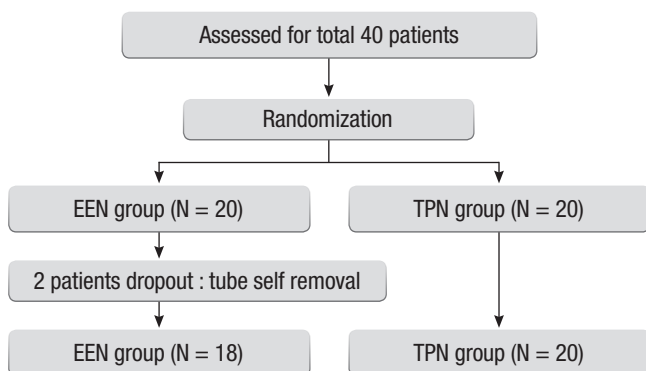 Assessed for total 40 patients
Randomization
EEN group (N = 20)
TPN group (N = 20)
2 patients dropout : tube self removal
EEN group (N = 18)
TPN group (N = 20)